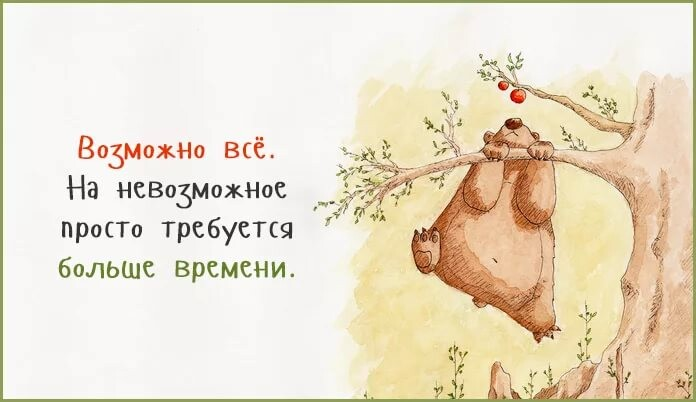 Возможно всё.
На невозможное
просто требуется
больше времени.